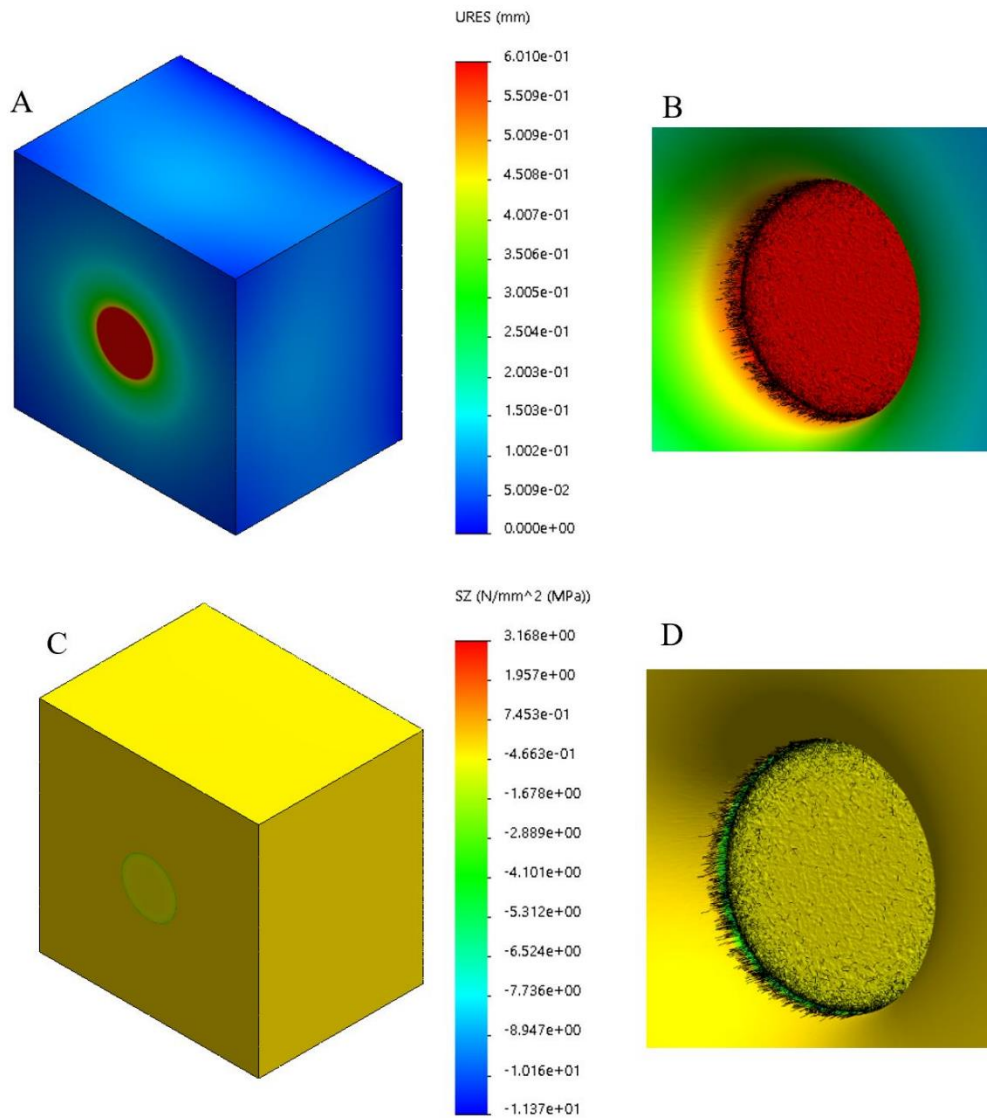 URES (mm)
A
B
6.010e-01
5.509e-01
5.009e-01
4.508e-01
4.007e-01
3.506e-01
3.005e-01
2.504e-01
2.003e-01
1.503e-01
1.002e-01
5.009e-02
0.000e+00
SZ (N/mm^2 (MPa))
C
D
3.168e+00
1.957e+00
7.453e-01
-4.663e-01
-1.678e+00
-2.889e+00
-4.101e+00
-5.312e+00
-6.524e+00
-7.736e+00
-8.947e+00
-1.016e+01
-1.137e+01